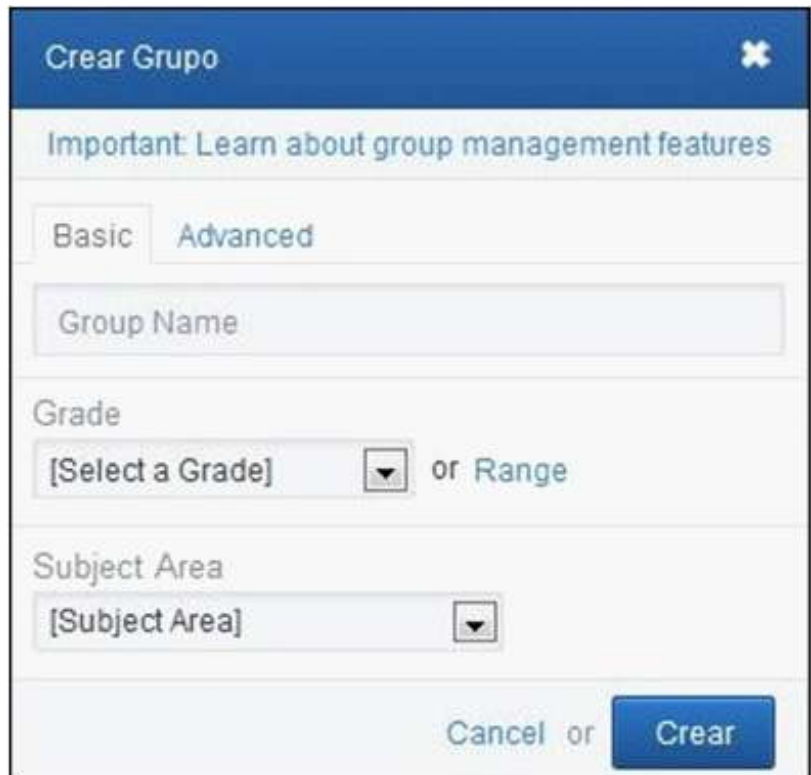 Crear Grupo
Important: Learn about group management features
Basic Advanced
Group Name
Grade
[Select a Grade] or Range
Subject Area
[Subject Area]
Cancel or Crear